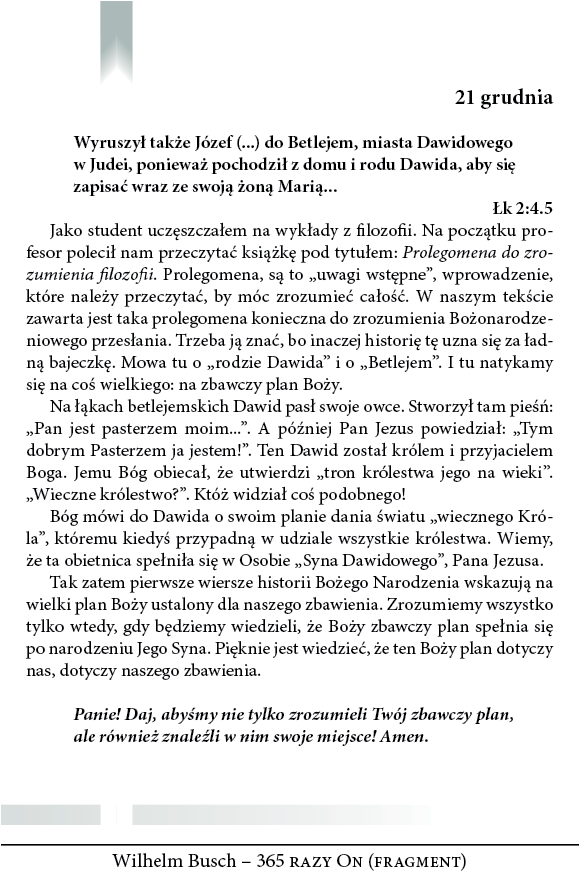 21 grudnia
Wyruszył także Józef (...) do Betlejem, miasta Dawidowego
w Judei, ponieważ pochodził z domu i rodu Dawida, aby się
zapisać wraz ze swoją żoną Marią...
Łk 2:4.5
Jako student uczęszczałem na wykłady z filozofii. Na początku pro-
fesor polecił nam przeczytać książkę pod tytułem: Prolegomena do zro-
zumienia filozofii. Prolegomena, są to „uwagi wstępne”, wprowadzenie,
które należy przeczytać, by móc zrozumieć całość. W naszym tekście
zawarta jest taka prolegomena konieczna do zrozumienia Bożonarodze-
niowego przesłania. Trzeba ją znać, bo inaczej historię tę uzna się za ład-
ną bajeczkę. Mowa tu o „rodzie Dawida” i o „Betlejem”. I tu natykamy
się na coś wielkiego: na zbawczy plan Boży.
Na łąkach betlejemskich Dawid pasł swoje owce. Stworzył tam pieśń:
„Pan jest pasterzem moim...”. A później Pan Jezus powiedział: „Tym
dobrym Pasterzem ja jestem!”. Ten Dawid został królem i przyjacielem
Boga. Jemu Bóg obiecał, że utwierdzi „tron królestwa jego na wieki”.
„Wieczne królestwo?”. Któż widział coś podobnego!
Bóg mówi do Dawida o swoim planie dania światu „wiecznego Kró-
la”, któremu kiedyś przypadną w udziale wszystkie królestwa. Wiemy,
że ta obietnica spełniła się w Osobie „Syna Dawidowego”, Pana Jezusa.
Tak zatem pierwsze wiersze historii Bożego Narodzenia wskazują na
wielki plan Boży ustalony dla naszego zbawienia. Zrozumiemy wszystko
tylko wtedy, gdy będziemy wiedzieli, że Boży zbawczy plan spełnia się
po narodzeniu Jego Syna. Pięknie jest wiedzieć, że ten Boży plan dotyczy
nas, dotyczy naszego zbawienia.
Panie! Daj, abyśmy nie tylko zrozumieli Twój zbawczy plan,
ale również znaleźli w nim swoje miejsce! Amen.
Wilhelm Busch – 365 RAZY ON (FRAGMENT)